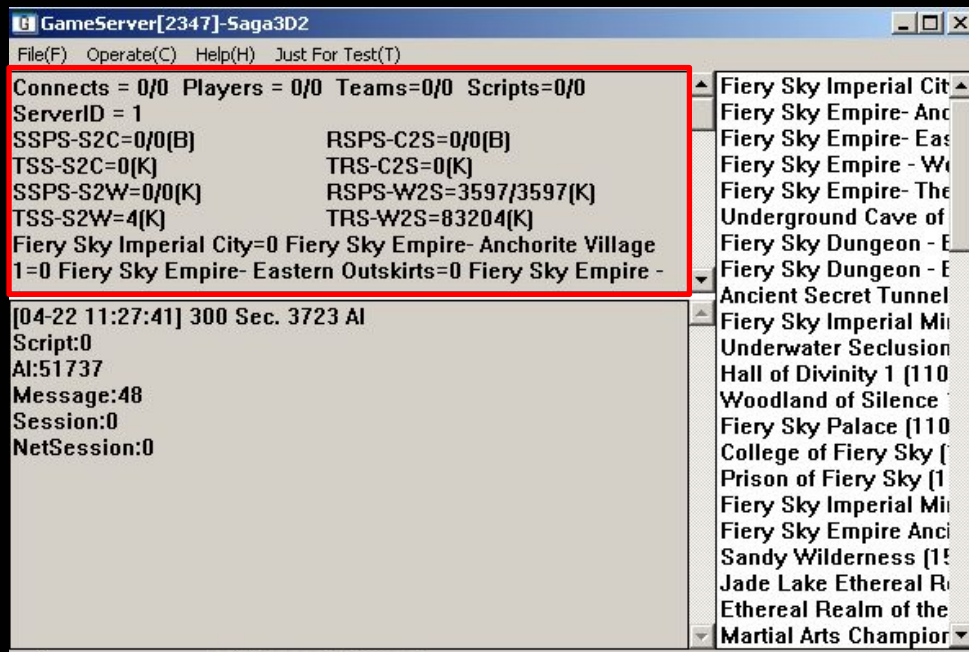 GameServer[2347]-Saga3D2
File(F) Operate(C) Help(H) Just For Test(T)
Connects = 0/0 Players = 0/0 Teams=0/0 Scripts=0/0
ServerID = 1
SSPS-S2C=0/0(B) RSPS-C2S=0/0(B)
TSS-S2C=0(K) TRS-C2S=0(K)
SSPS-S2W=0/0(K) RSPS-W2S=3597/3597(K)
TSS-S2W=4(K) TRS-W2S=83204(K)
Fiery Sky Imperial City=0 Fiery Sky Empire- Anchorite Village
1=0 Fiery Sky Empire- Eastern Outskirts=0 Fiery Sky Empire -
[04-22 11:27:41] 300 Sec. 3723 AI
Script:0
AI:51737
Message:48
Session:0
NetSession:0
Fiery Sky Imperial Cit
Fiery Sky Empire- Anc
Fiery Sky Empire- Eas
Fiery Sky Empire - We
Fiery Sky Empire- The
Underground Cave of
Fiery Sky Dungeon - E
Fiery Sky Dungeon - E
Ancient Secret Tunnel
Fiery Sky Imperial Mi
Underwater Seclusion
Hall of Divinity 1 (110
Woodland of Silence
Fiery Sky Palace (110
College of Fiery Sky (
Prison of Fiery Sky (1
Fiery Sky Imperial Mi
Fiery Sky Empire Anci
Sandy Wilderness (15
Jade Lake Ethereal R
Ethereal Realm of the
Martial Arts Champion